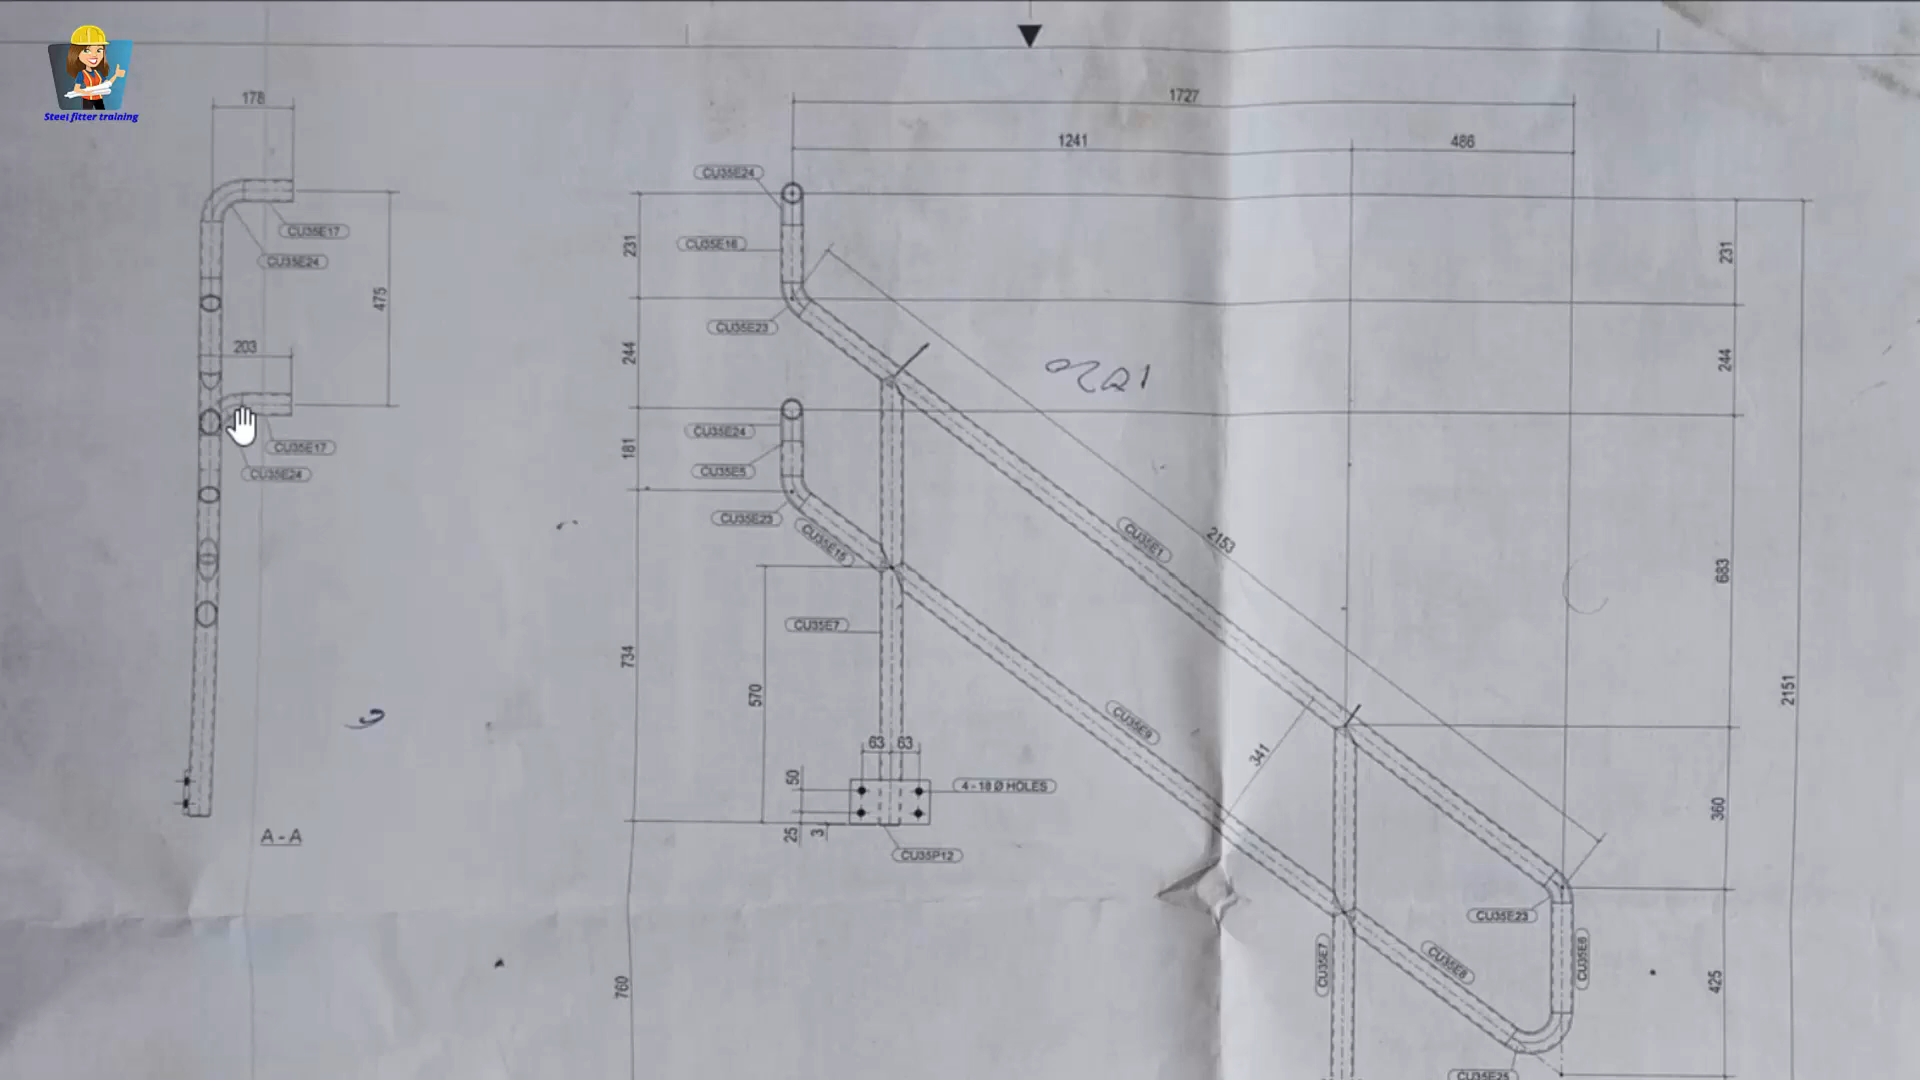 Steel fitter training
178
CU35E17
CU35E24
475
203
CU35E17
CU35E24
A - A
1727
1241
486
CU35E24
231
CU35E16
CU35E23
244
CU35E24
181
CU35E5
CU35E23
CU35E15
CU35E7
734
570
63
63
50
4 - 18 Ø HOLES
25
3
CU35P12
760
CU35E1
2153
CU35E9
341
231
244
683
2151
360
CU35E23
CU35E6
CU35E7
CU35E8
425
CU35E25